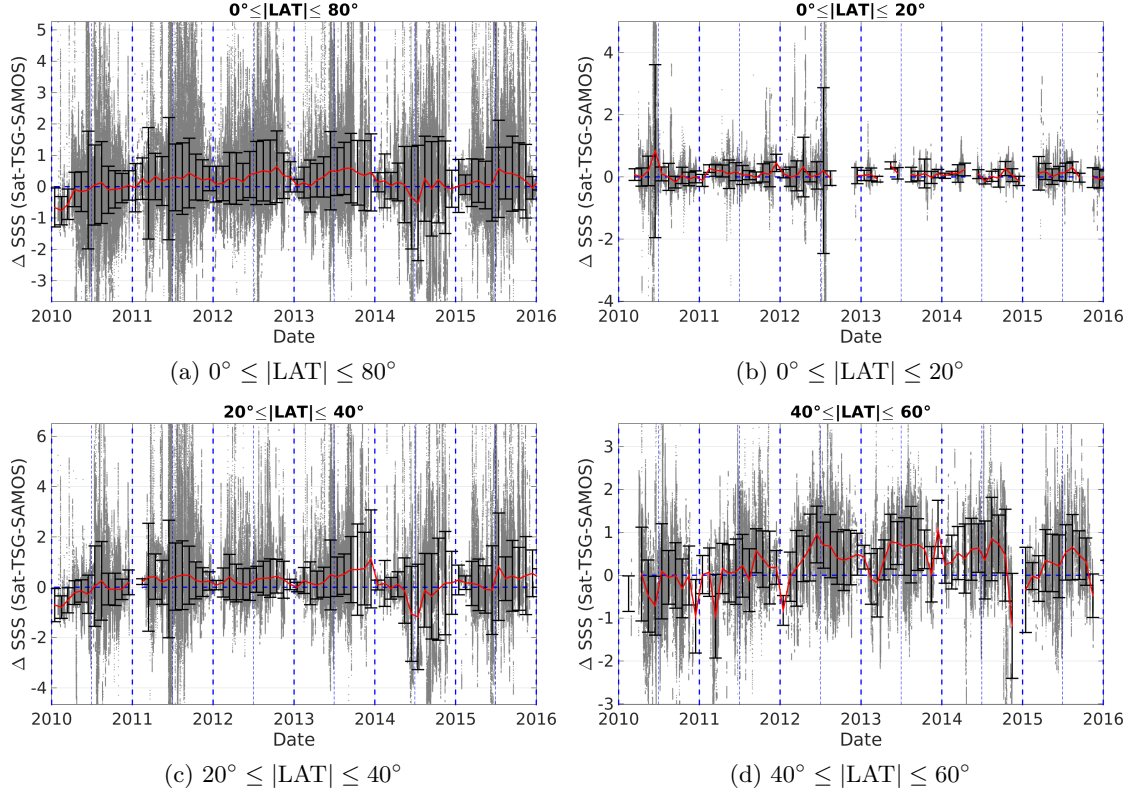 0°≤|LAT|≤ 80°
Δ SSS (Sat-TSG-SAMOS)
5
4
3
2
1
0
-1
-2
-3
2010 2011 2012 2013 2014 2015 2016
Date
(a) 0° ≤ |LAT| ≤ 80°
0°≤|LAT|≤ 20°
Δ SSS (Sat-TSG-SAMOS)
4
2
0
-2
-4
2010 2011 2012 2013 2014 2015 2016
Date
(b) 0° ≤ |LAT| ≤ 20°
20°≤|LAT|≤ 40°
Δ SSS (Sat-TSG-SAMOS)
6
4
2
0
-2
-4
2010 2011 2012 2013 2014 2015 2016
Date
(c) 20° ≤ |LAT| ≤ 40°
40°≤|LAT|≤ 60°
Δ SSS (Sat-TSG-SAMOS)
3
2
1
0
-1
-2
-3
2010 2011 2012 2013 2014 2015 2016
Date
(d) 40° ≤ |LAT| ≤ 60°